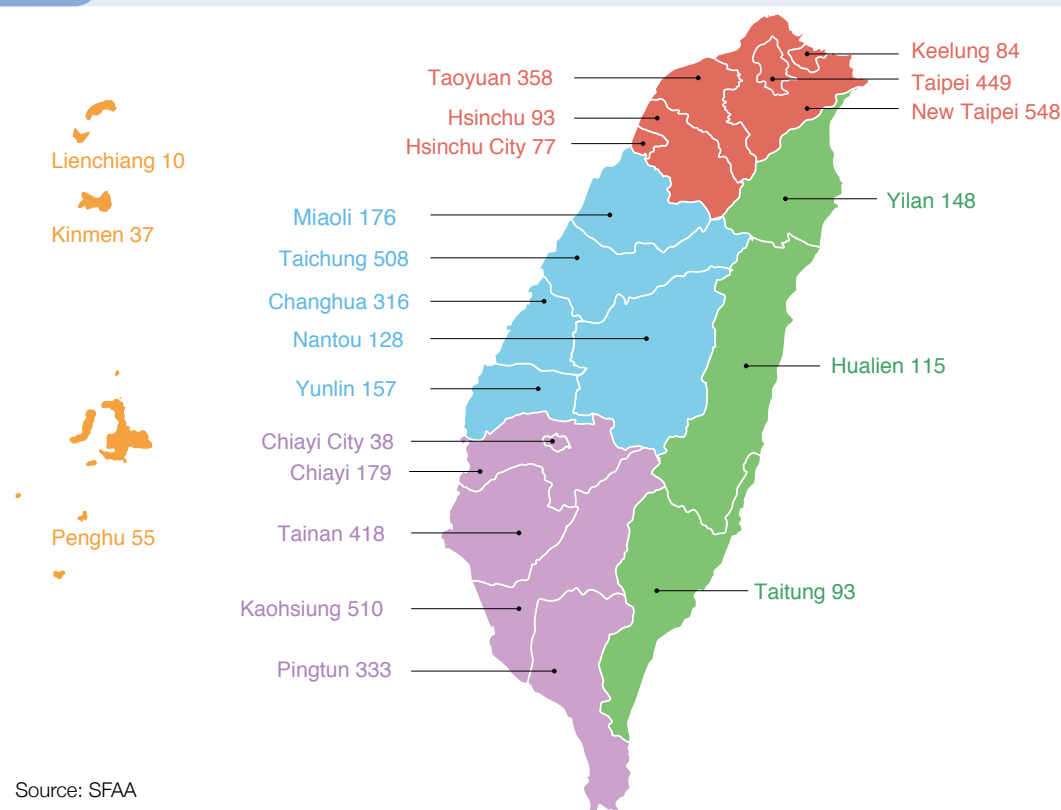 Keelung 84
Taoyuan 358
Taipei 449
New Taipei 548
Hsinchu 93
Hsinchu City 77
Lienchiang 10
Yilan 148
Miaoli 176
Kinmen 37
Taichung 508
Changhua 316
Nantou 128
Hualien 115
Yunlin 157
Chiayi City 38
Chiayi 179
Tainan 418
Penghu 55
Taitung 93
Kaohsiung 510
Pingtun 333
Source: SFAA